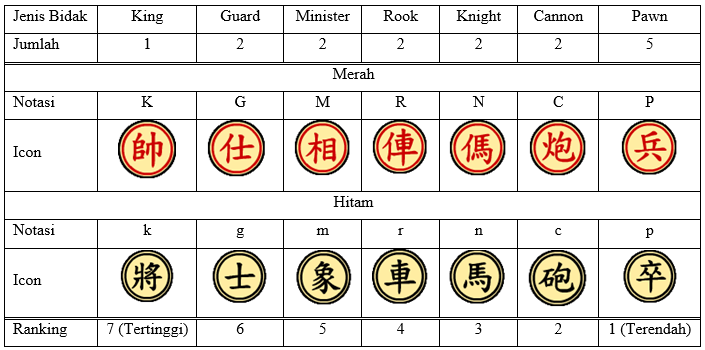 Jenis Bidak King Guard Minister Rook Knight Cannon Pawn
Jumlah 1 2 2 2 2 2 5
Merah
Notasi K G M R N C P
Icon 帥 仕 相 俥 傌 炮 兵
Hitam
Notasi k g m r n c p
Icon 將 士 象 車 馬 砲 卒
Ranking 7 (Tertinggi) 6 5 4 3 2 1 (Terendah)